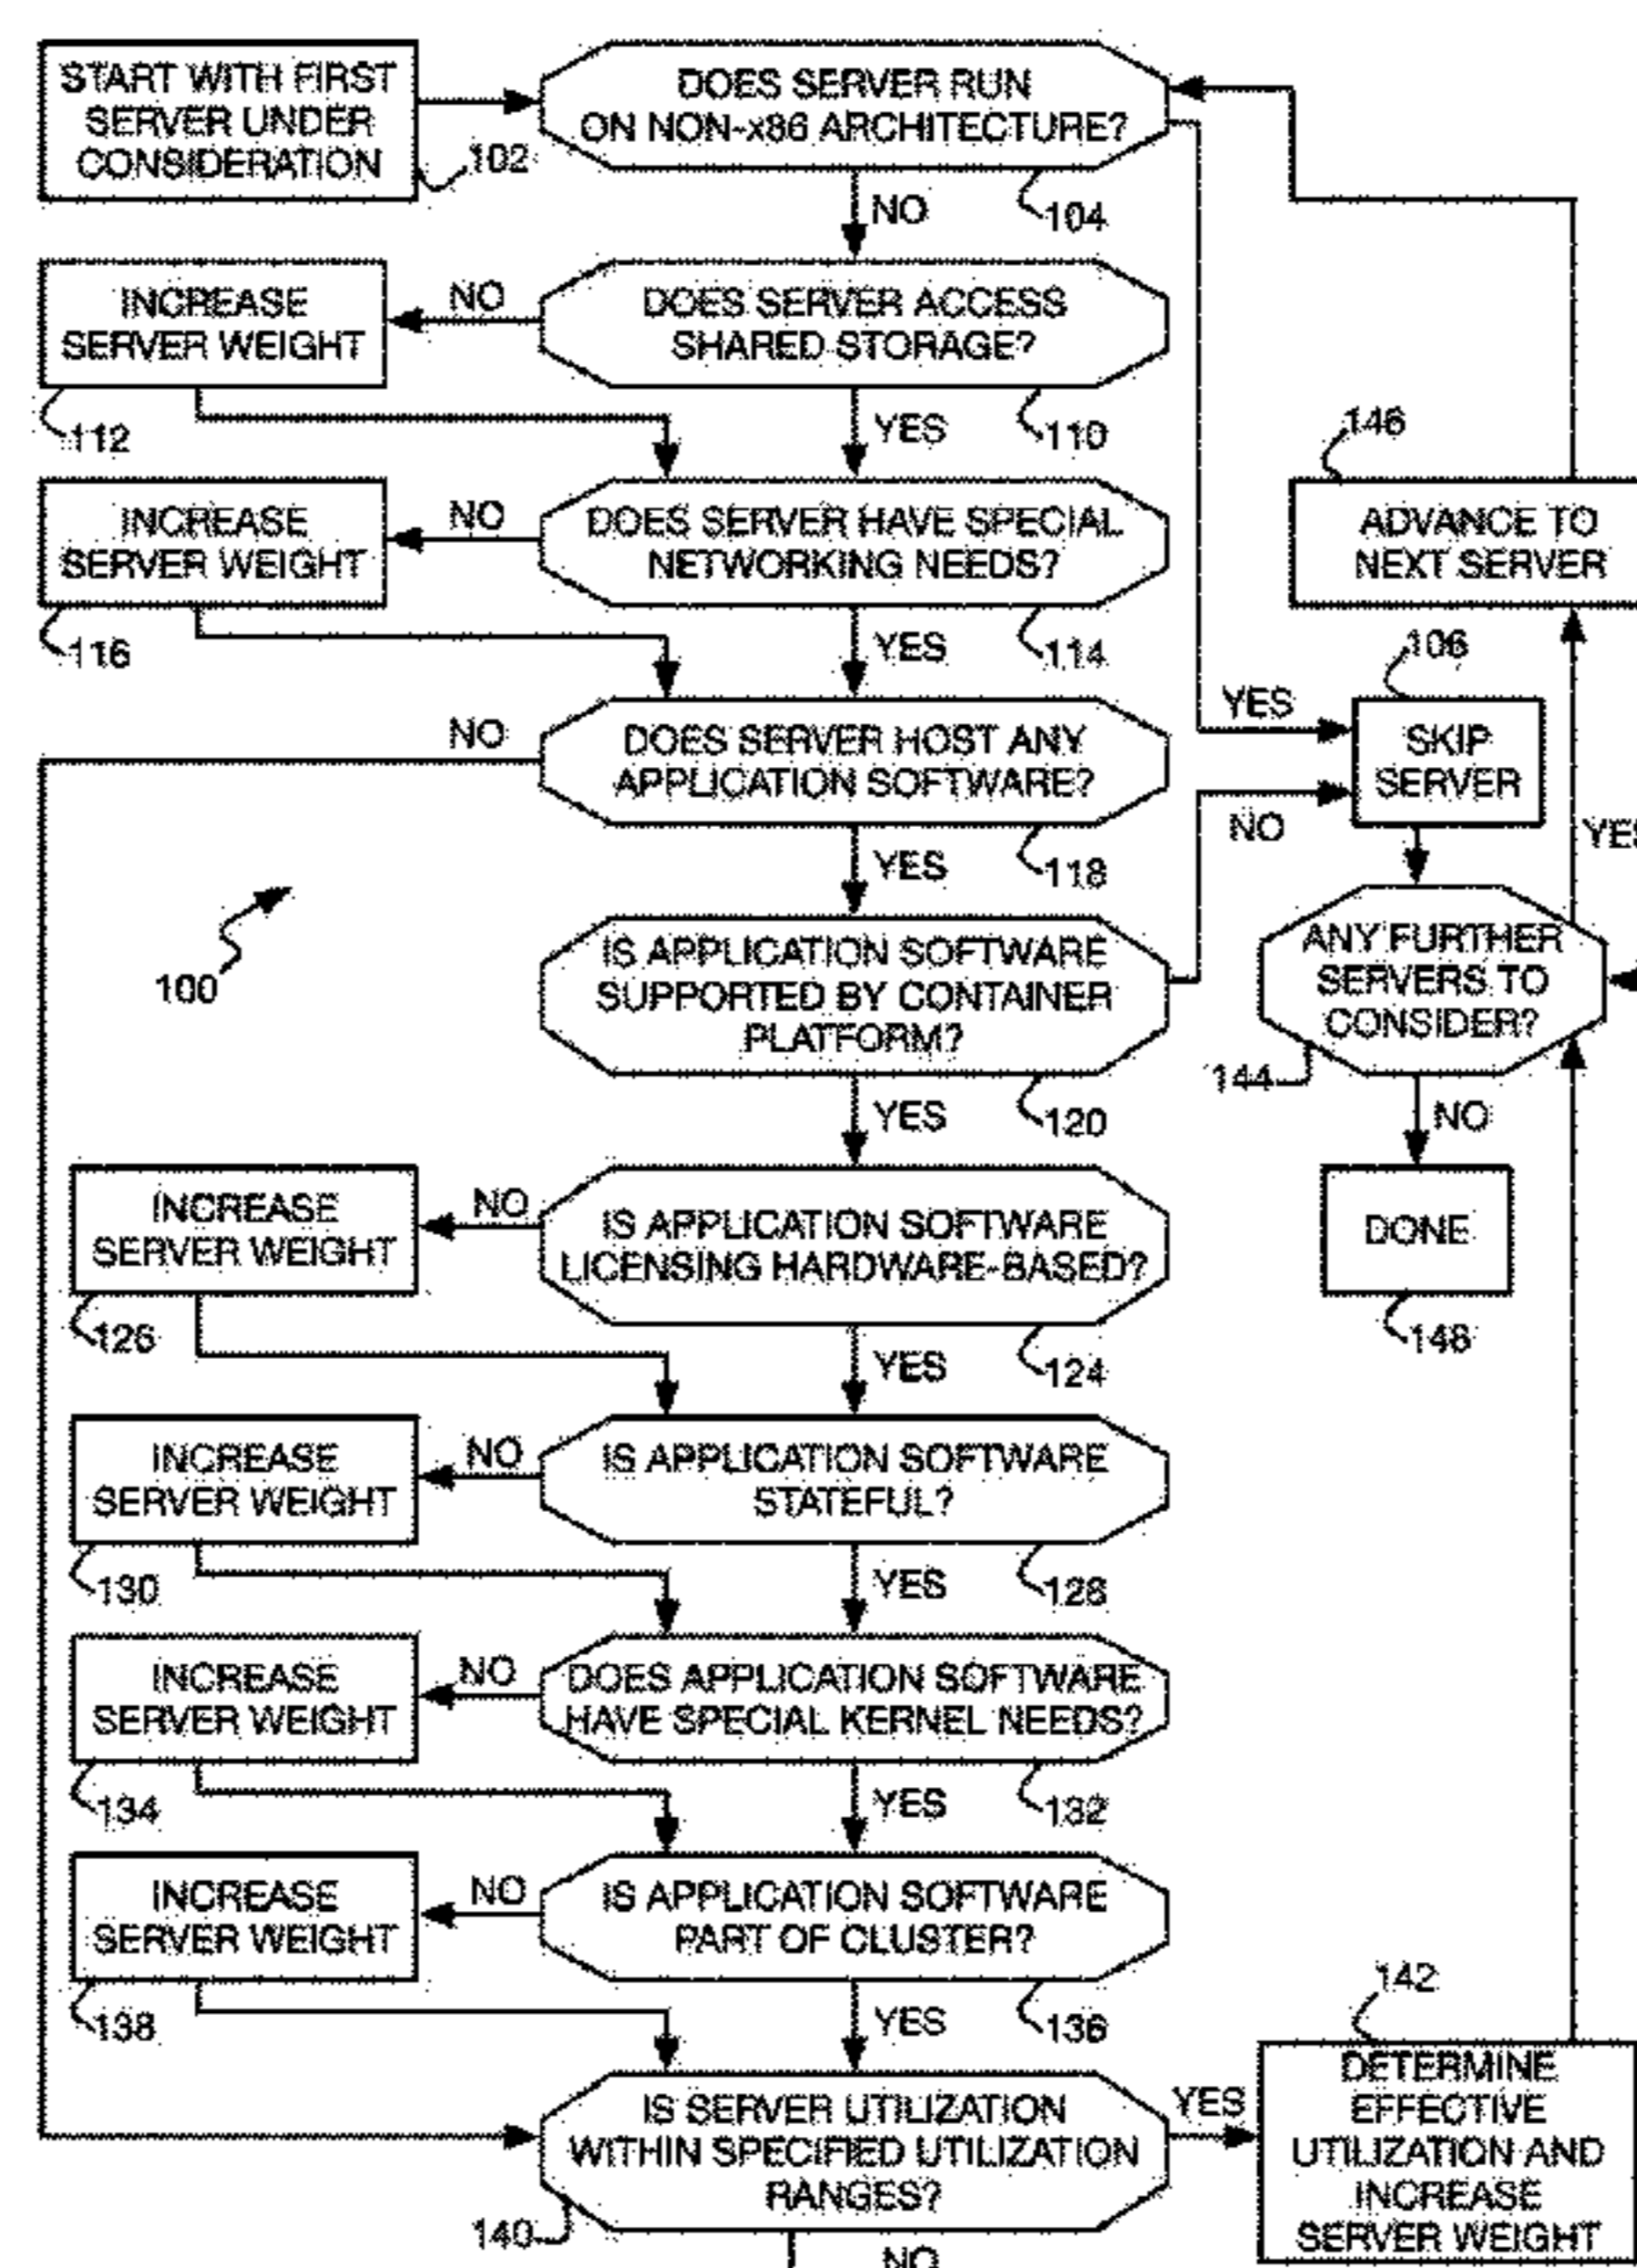 START WITH FIRST
SERVER UNDER
CONSIDERATION
102
DOES SERVER RUN
ON NON-x86 ARCHITECTURE?
104
NO
INCREASE
SERVER WEIGHT
112
NO
DOES SERVER ACCESS
SHARED STORAGE?
110
YES
146
ADVANCE TO
NEXT SERVER
INCREASE
SERVER WEIGHT
116
NO
DOES SERVER HAVE SPECIAL
NETWORKING NEEDS?
114
YES
106
YES
SKIP
SERVER
NO
DOES SERVER HOST ANY
APPLICATION SOFTWARE?
118
YES
NO
YES
100
IS APPLICATION SOFTWARE
SUPPORTED BY CONTAINER
PLATFORM?
120
YES
ANY FURTHER
SERVERS TO
CONSIDER?
144
NO
DONE
148
INCREASE
SERVER WEIGHT
126
NO
IS APPLICATION SOFTWARE
LICENSING HARDWARE-BASED?
124
YES
INCREASE
SERVER WEIGHT
130
NO
IS APPLICATION SOFTWARE
STATEFUL?
128
YES
INCREASE
SERVER WEIGHT
134
NO
DOES APPLICATION SOFTWARE
HAVE SPECIAL KERNEL NEEDS?
132
YES
INCREASE
SERVER WEIGHT
138
NO
IS APPLICATION SOFTWARE
PART OF CLUSTER?
136
YES
142
IS SERVER UTILIZATION
WITHIN SPECIFIED UTILIZATION
RANGES?
140
YES
DETERMINE
EFFECTIVE
UTILIZATION AND
INCREASE
SERVER WEIGHT
NO